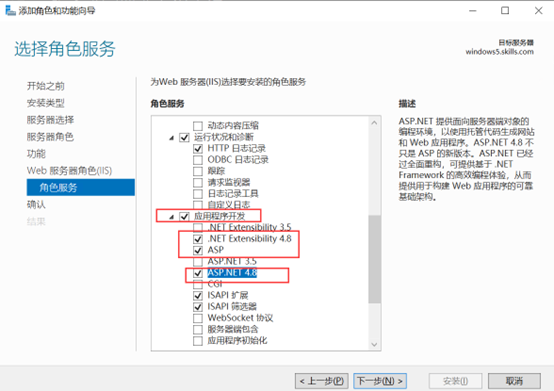 添加角色和功能向导
选择角色服务
目标服务器
windows5.skills.com
开始之前
安装类型
服务器选择
服务器角色
功能
Web 服务器角色(IIS)
角色服务
确认
结果
为Web 服务器(IIS)选择要安装的角色服务
角色服务
动态内容压缩
运行状况和诊断
HTTP 日志记录
ODBC 日志记录
跟踪
请求监视器
日志记录工具
自定义日志
应用程序开发
.NET Extensibility 3.5
.NET Extensibility 4.8
ASP
ASP.NET 3.5
ASP.NET 4.8
CGI
ISAPI 扩展
ISAPI 筛选器
WebSocket 协议
服务器端包含
应用程序初始化
描述
ASP.NET 提供面向服务器端对象的
编程环境，以使用托管代码生成网站
和 Web 应用程序。ASP.NET 4.8 不
只是 ASP 的新版本。ASP.NET 已经
过全面重构，可提供基于 .NET
Framework 的高效编程体验，从而
提供用于构建 Web 应用程序的可靠
基础架构。
< 上一步(P)
下一步(N) >
安装(I)
取消